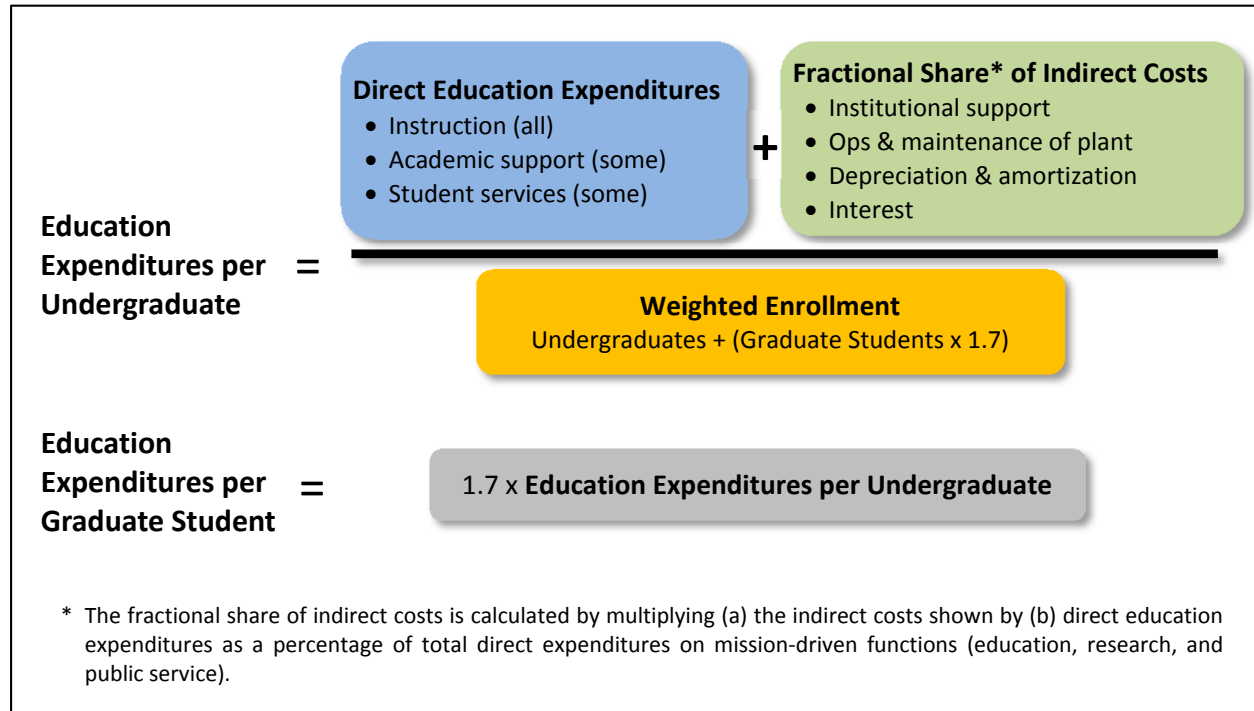 Direct Education Expenditures
• Instruction (all)
• Academic support (some)
• Student services (some)
+
Fractional Share* of Indirect Costs
• Institutional support
• Ops & maintenance of plant
• Depreciation & amortization
• Interest
Education
Expenditures per
Undergraduate
=
Weighted Enrollment
Undergraduates + (Graduate Students x 1.7)
Education
Expenditures per
Graduate Student
=
1.7 x Education Expenditures per Undergraduate
* The fractional share of indirect costs is calculated by multiplying (a) the indirect costs shown by (b) direct education
expenditures as a percentage of total direct expenditures on mission-driven functions (education, research, and
public service).